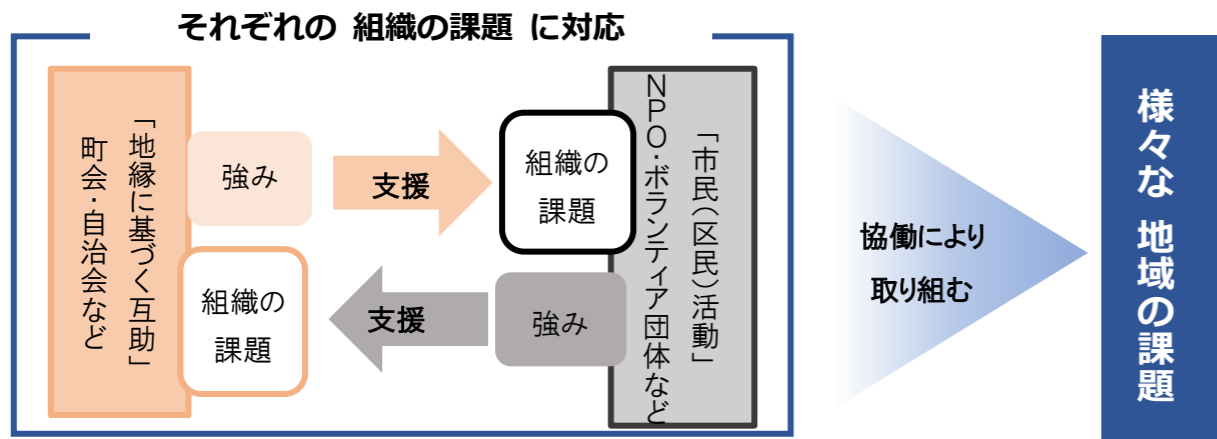 それぞれの 組織の課題 に対応
「地縁に基づく互助」
町会・自治会など
強み
支援
組織の
課題
「市民(区民)活動」
NPO・ボランティア団体など
組織の
課題
支援
強み
協働により
取り組む
様々な 地域の課題